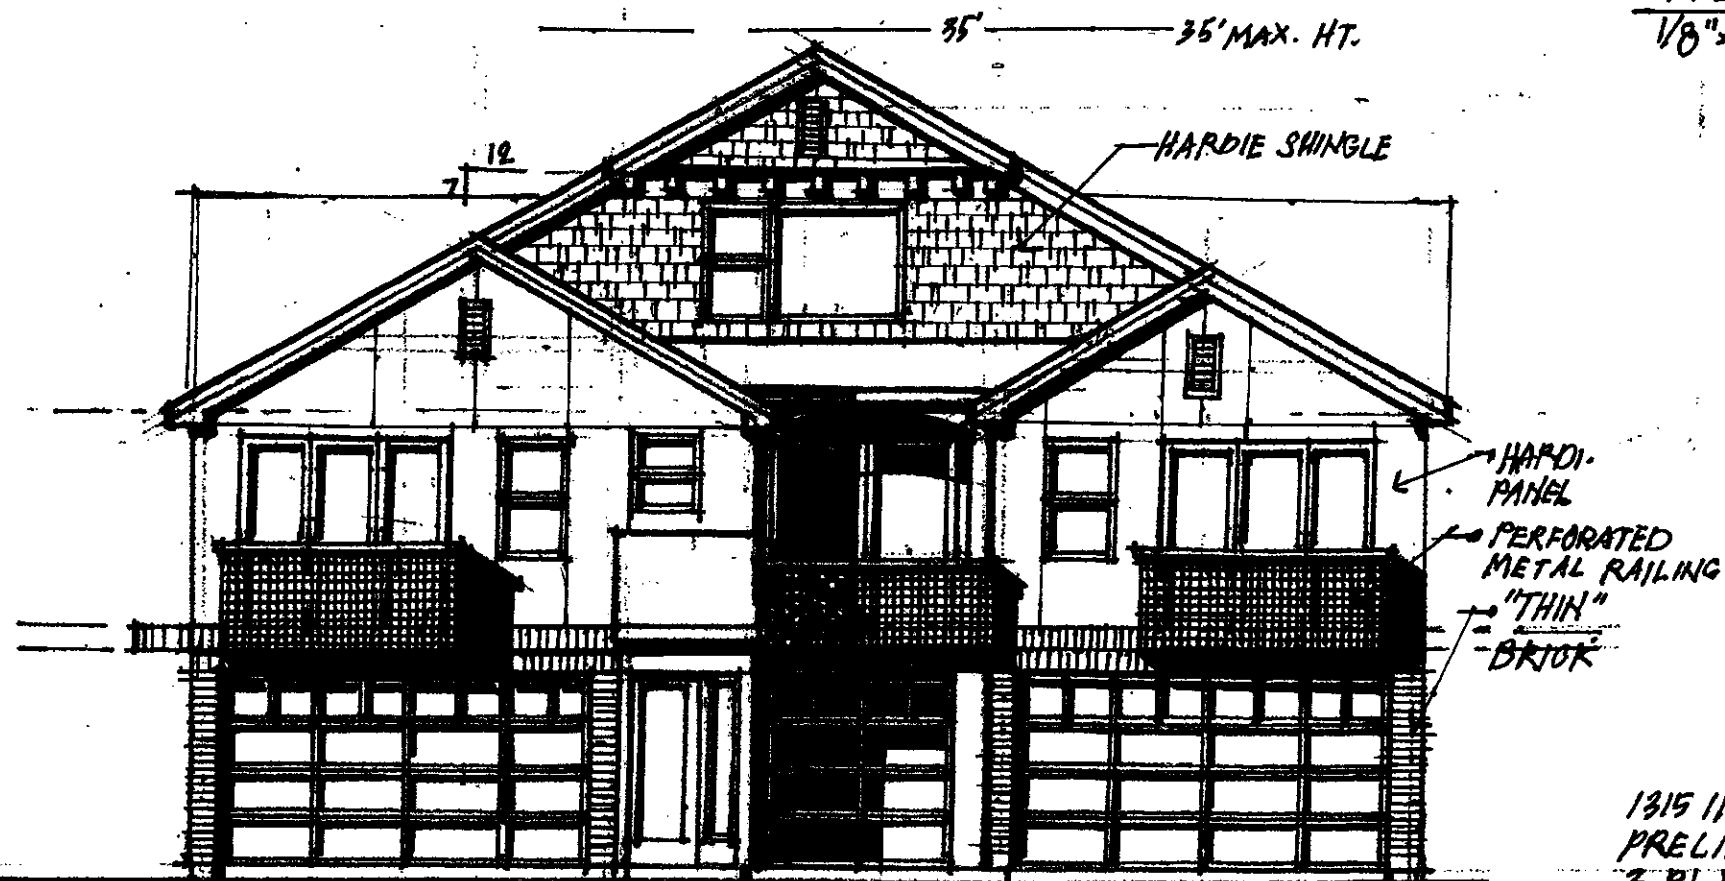 35' 35' MAX. HT.
1/8"
HARDIE SHINGLE
12
7
HARDI.
PANEL
PERFORATED
METAL RAILING
"THIN"
BRICK
1315
PRELI